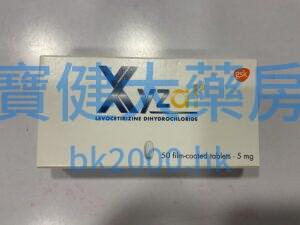 寶健大藥房
Xyzal
gsk
LEVOCETIRIZINE DIHYDROCHLORIDE
50 film-coated tablets - 5 mg
bk2000.hk